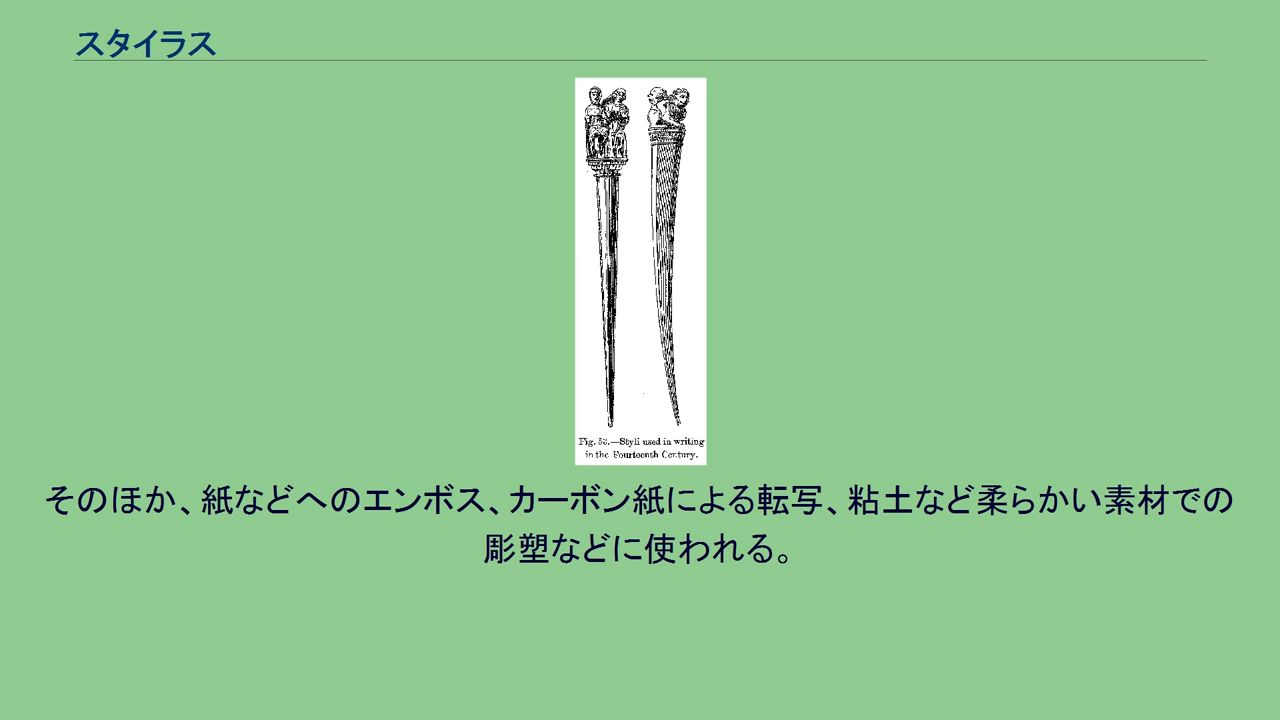 スタイラス
Fig. 53.—Styli used in writing
in the Fourteenth Century.
そのほか、紙などへのエンボス、カーボン紙による転写、粘土など柔らかい素材での
彫塑などに使われる。